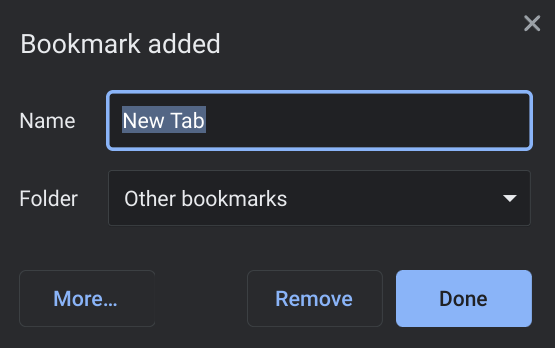 Bookmark added
Name New Tab
Folder Other bookmarks
More... Remove Done